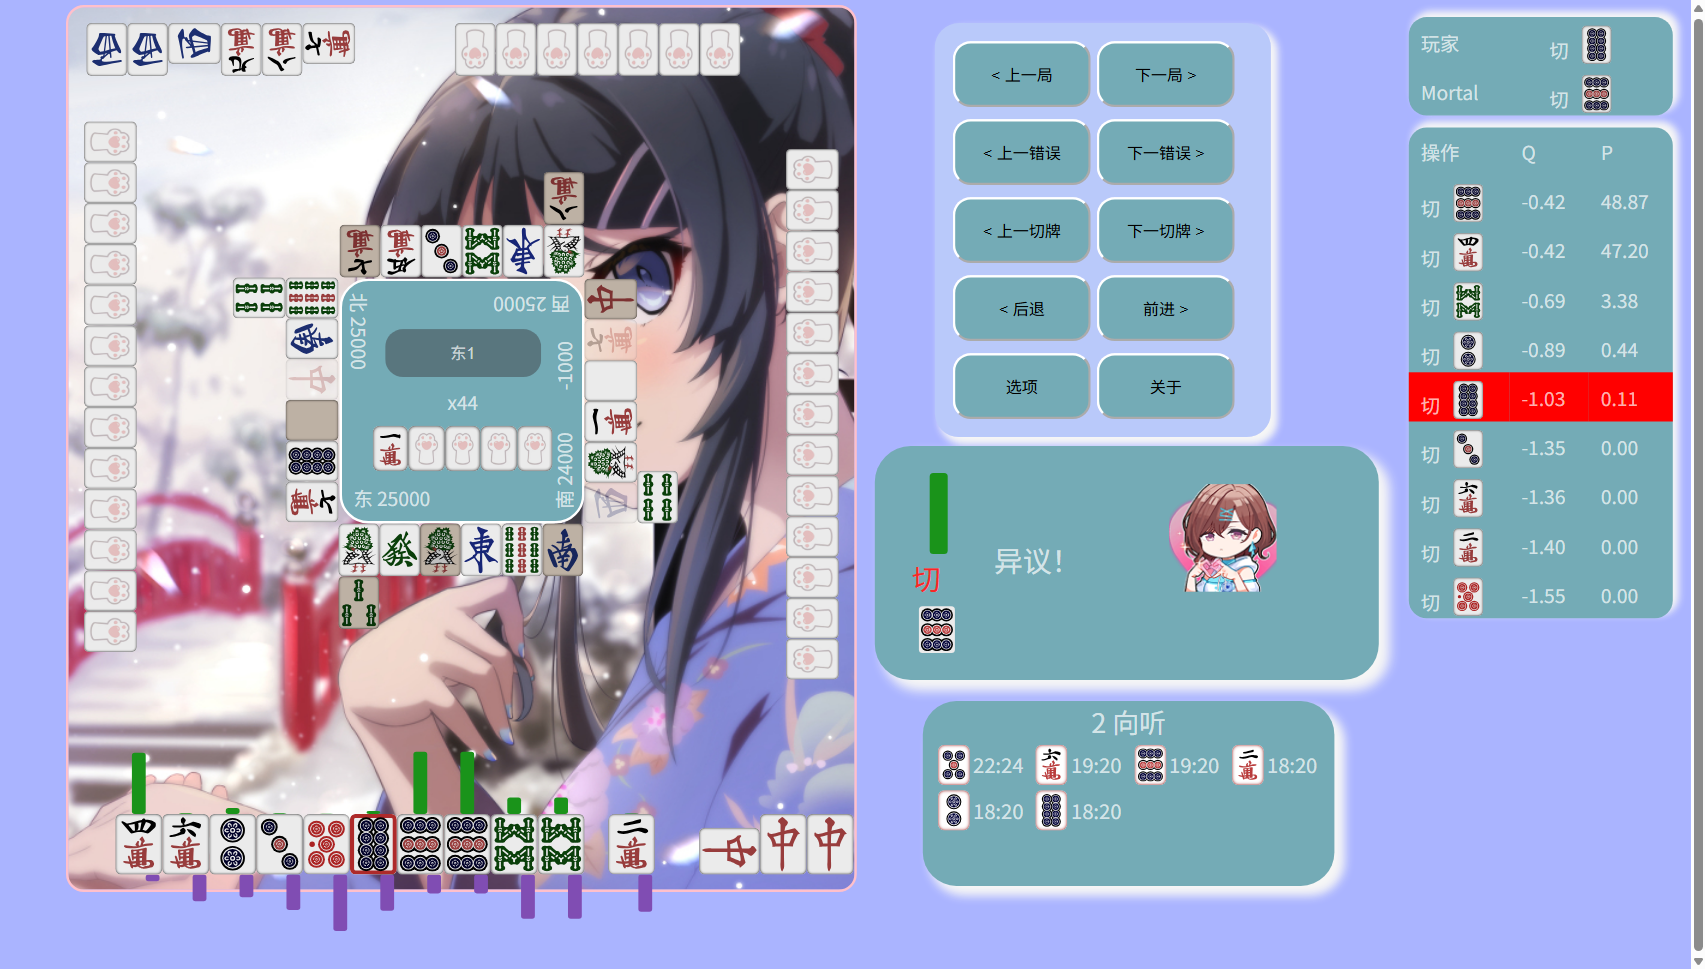 北 25000
西 25000
东1
-1000
x44
东 25000
南 24000
< 上一局
下一局 >
< 上一错误
下一错误 >
< 上一切牌
下一切牌 >
< 后退
前进 >
选项
关于
切
异议！
2 向听
22:24 19:20 19:20 18:20
18:20 18:20
玩家 切
Mortal 切
操作 Q P
切 -0.42 48.87
切 -0.42 47.20
切 -0.69 3.38
切 -0.89 0.44
切 -1.03 0.11
切 -1.35 0.00
切 -1.36 0.00
切 -1.40 0.00
切 -1.55 0.00